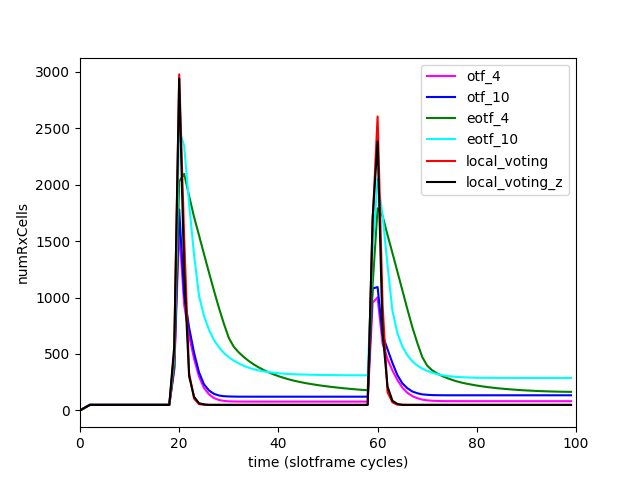 3000
2500
2000
1500
1000
500
0
numRxCells
otf_4
otf_10
eotf_4
eotf_10
local_voting
local_voting_z
0 20 40 60 80 100
time (slotframe cycles)